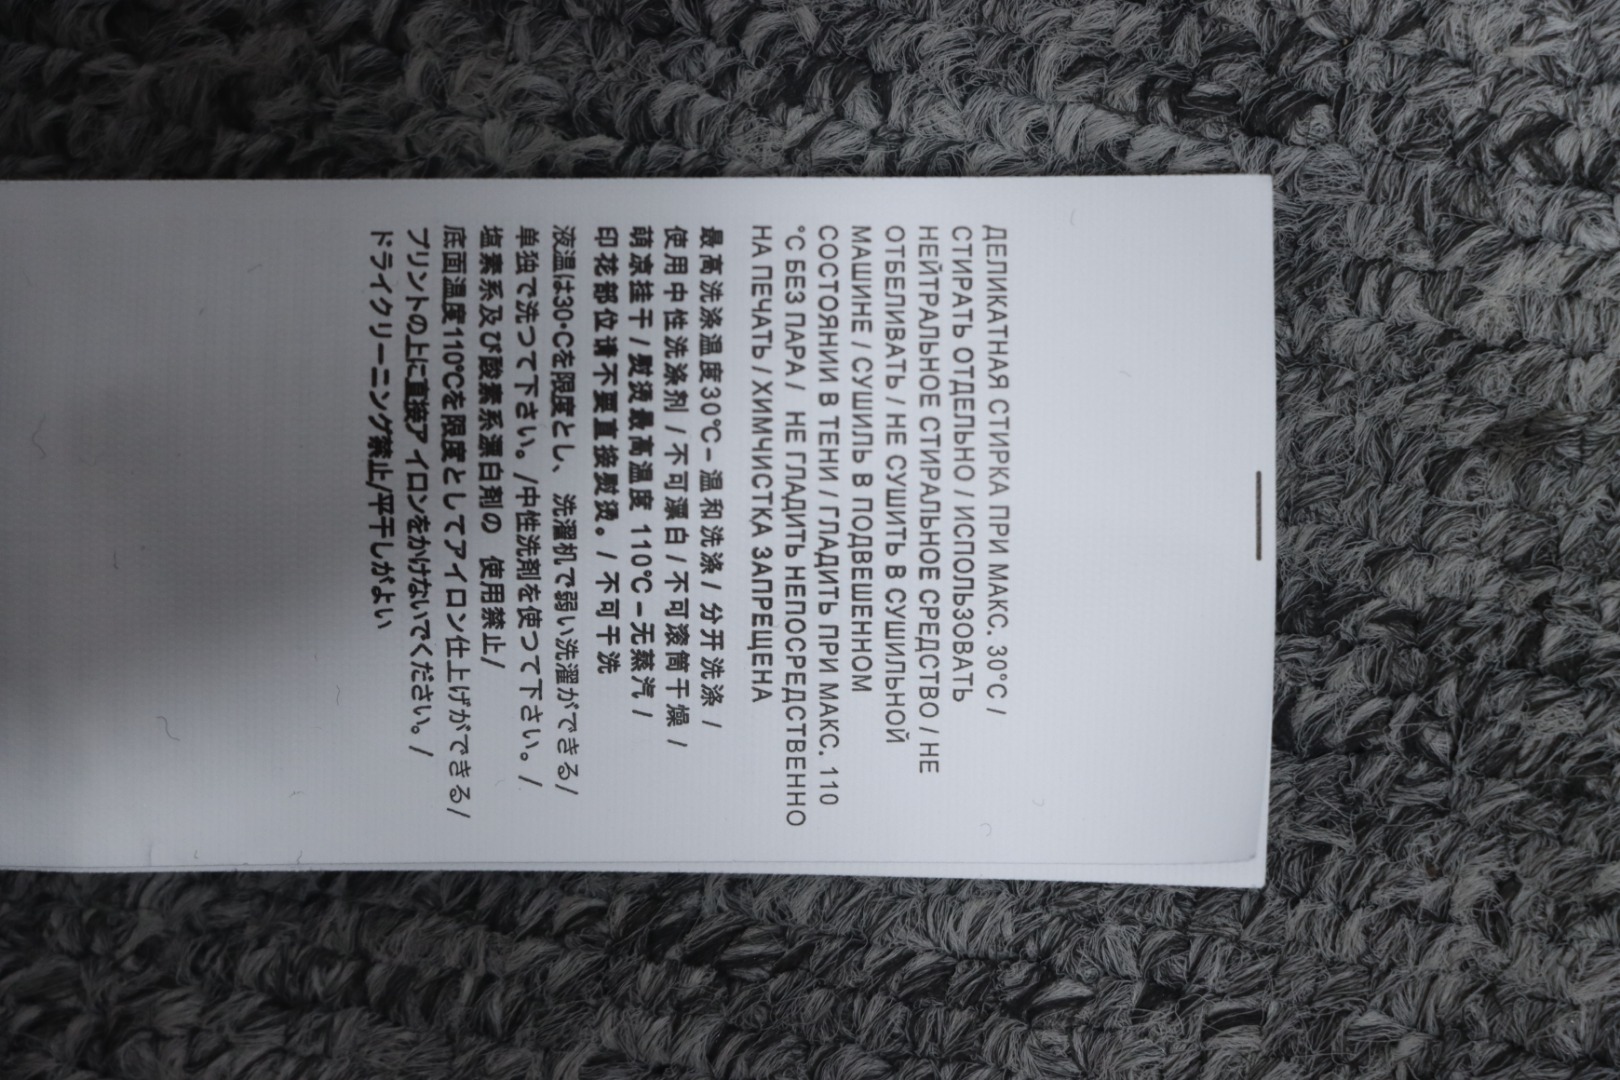 ДЕЛИКАТНАЯ СТИРКА ПРИ МАКС. 30°C /
СТИРАТЬ ОТДЕЛЬНО / ИСПОЛЬЗОВАТЬ
НЕЙТРАЛЬНОЕ СТИРАЛЬНОЕ СРЕДСТВО / НЕ
ОТБЕЛИВАТЬ / НЕ СУШИТЬ В СУШИЛЬНОЙ
МАШИНЕ / СУШИЛЬ В ПОДВЕШЕННОМ
СОСТОЯНИИ В ТЕНИ / ГЛАДИТЬ ПРИ МАКС. 110
°C БЕЗ ПАРА / НЕ ГЛАДИТЬ НЕПОСРЕДСТВЕННО
НА ПЕЧАТЬ / ХИМЧИСТКА ЗАПРЕЩЕНА
最高洗涤温度30°C – 温和洗涤 / 分开洗涤 /
使用中性洗涤剂 / 不可漂白 / 不可滚筒干燥 /
萌凉挂干 / 熨烫最高温度 110°C –无蒸汽 /
印花部位请不要直接熨烫。/ 不可干洗
液温は30•Cを限度とし、洗濯机で弱い洗濯ができる /
单独で洗つて下さい。/中性洗剤を使つて下さい。/
塩素系及び酸素系漂白剤の 使用禁止/
底面温度110°Cを限度としてアイロン仕上げができる/
プリントの上に直接アイロンをかけないでください。/
ドライクリーニング禁止/平干しがよい